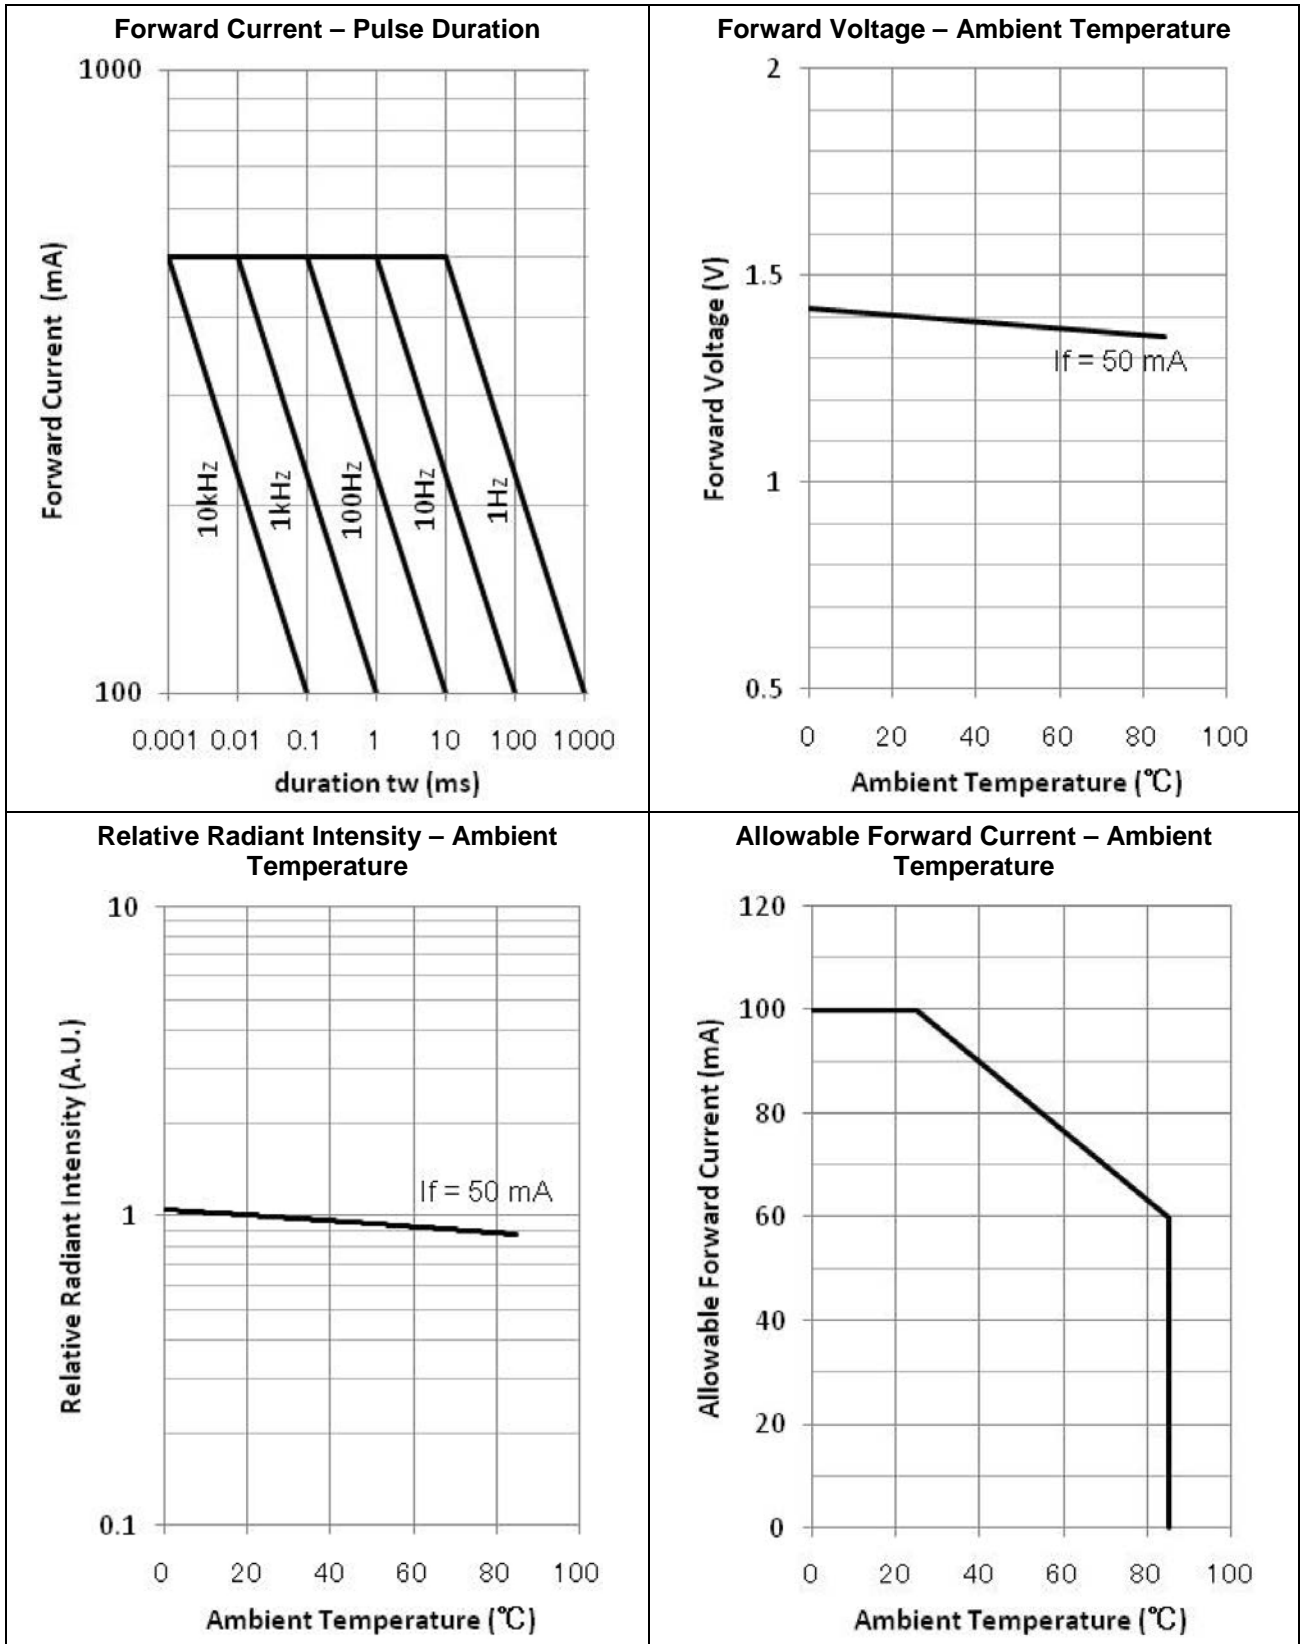 Forward Current – Pulse Duration
1000
100
Forward Current (mA)
10kHz
1kHz
100Hz
10Hz
1Hz
0.001 0.01 0.1 1 10 100 1000
duration tw (ms)
Forward Voltage – Ambient Temperature
2
1.5
1
0.5
Forward Voltage (V)
If = 50 mA
0 20 40 60 80 100
Ambient Temperature (℃)
Relative Radiant Intensity – Ambient
Temperature
10
1
0.1
Relative Radiant Intensity (A.U.)
If = 50 mA
0 20 40 60 80 100
Ambient Temperature (℃)
Allowable Forward Current – Ambient
Temperature
120
100
80
60
40
20
0
Allowable Forward Current (mA)
0 20 40 60 80 100
Ambient Temperature (℃)